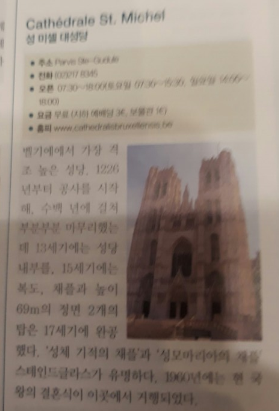 Cathédrale St. Michel
성 미셸 대성당
● 주소 Parvis Ste-Gudule
● 전화 (02)217 8345
● 오픈 07:30~18:00(토요일 07:30~15:30, 일요일 14:00~
18:00)
● 요금 무료 (지하 예배당 3€, 보물관 1€)
● 홈피 www.cathedralisbruxellensis.be
벨기에에서 가장 격
조 높은 성당. 1226
년부터 공사를 시작
해, 수백 년에 걸쳐
부분부분 마무리했는
데 13세기에는 성당
내부를, 15세기에는
복도, 채플과 높이
69m의 정면 2개의
탑은 17세기에 완공
했다. '성체 기적의 채플'과 '성모마리아의 채플'
스테인드글라스가 유명하다. 1960년에는 현 국
왕의 결혼식이 이곳에서 거행되었다.